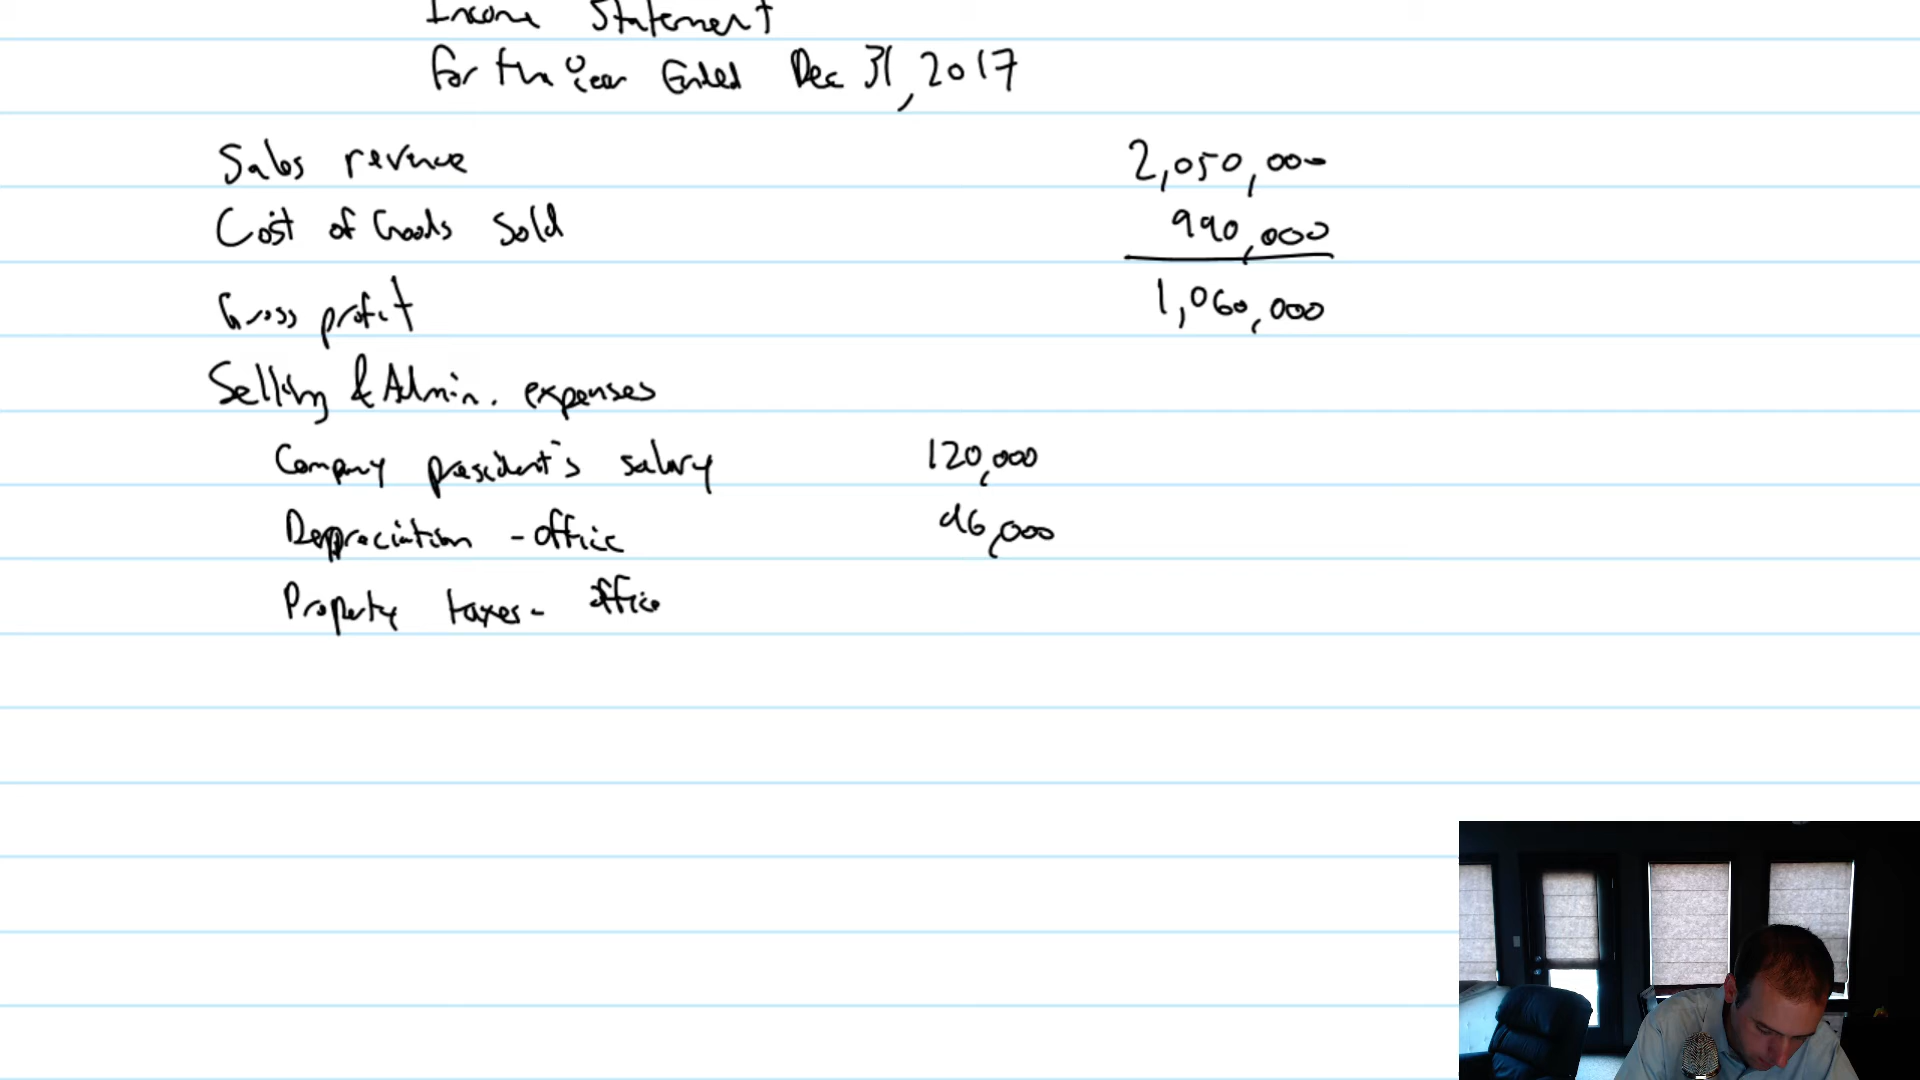 Income Statement
For the Year Ended Dec 31, 2017
Sales revenue 2,050,000
Cost of Goods Sold 990,000
Gross profit 1,060,000
Selling & Admin. expenses
Company president's salary 120,000
Depreciation - office 96,000
Property taxes - office